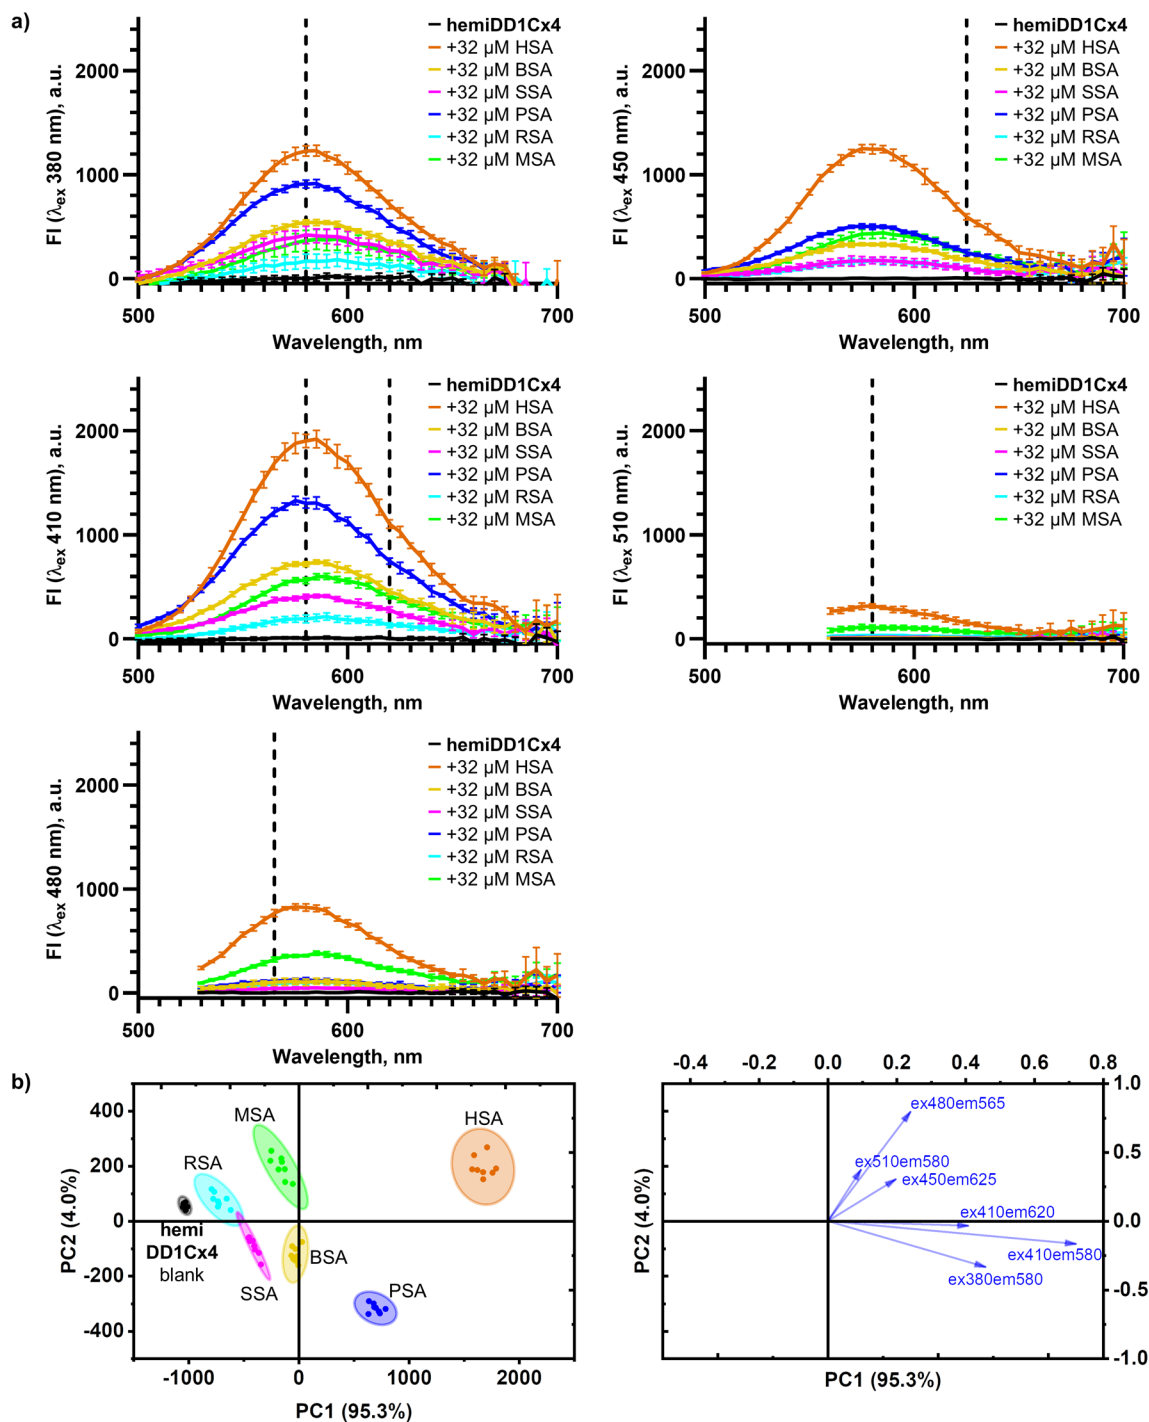 a)
hemiDD1Cx4
+32 µM HSA
+32 µM BSA
+32 µM SSA
+32 µM PSA
+32 µM RSA
+32 µM MSA
FI (λex 380 nm), a.u.
2000
1000
0
500 600 700
Wavelength, nm
hemiDD1Cx4
+32 µM HSA
+32 µM BSA
+32 µM SSA
+32 µM PSA
+32 µM RSA
+32 µM MSA
FI (λex 450 nm), a.u.
2000
1000
0
500 600 700
Wavelength, nm
hemiDD1Cx4
+32 µM HSA
+32 µM BSA
+32 µM SSA
+32 µM PSA
+32 µM RSA
+32 µM MSA
FI (λex 410 nm), a.u.
2000
1000
0
500 600 700
Wavelength, nm
hemiDD1Cx4
+32 µM HSA
+32 µM BSA
+32 µM SSA
+32 µM PSA
+32 µM RSA
+32 µM MSA
FI (λex 510 nm), a.u.
2000
1000
0
500 600 700
Wavelength, nm
hemiDD1Cx4
+32 µM HSA
+32 µM BSA
+32 µM SSA
+32 µM PSA
+32 µM RSA
+32 µM MSA
FI (λex 480 nm), a.u.
2000
1000
0
500 600 700
Wavelength, nm
b)
400
200
0
-200
-400
PC2 (4.0%)
MSA
HSA
RSA
hemi
DD1Cx4
blank
SSA
BSA
PSA
-1000 0 1000 2000
PC1 (95.3%)
-0.4 -0.2 0.0 0.2 0.4 0.6 0.8
1.0
0.5
0.0
-0.5
-1.0
PC2 (4.0%)
ex480em565
ex510em580
ex450em625
ex410em620
ex410em580
ex380em580
PC1 (95.3%)